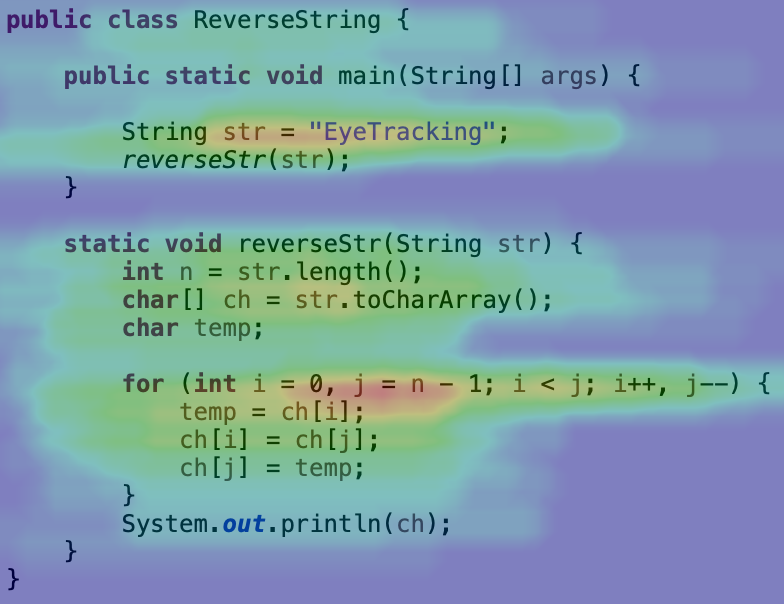 public class ReverseString {
public static void main(String[] args) {
String str = "EyeTracking";
reverseStr(str);
}
static void reverseStr(String str) {
int n = str.length();
char[] ch = str.toCharArray();
char temp;
for (int i = 0, j = n - 1; i < j; i++, j--) {
temp = ch[i];
ch[i] = ch[j];
ch[j] = temp;
}
System.out.println(ch);
}
}